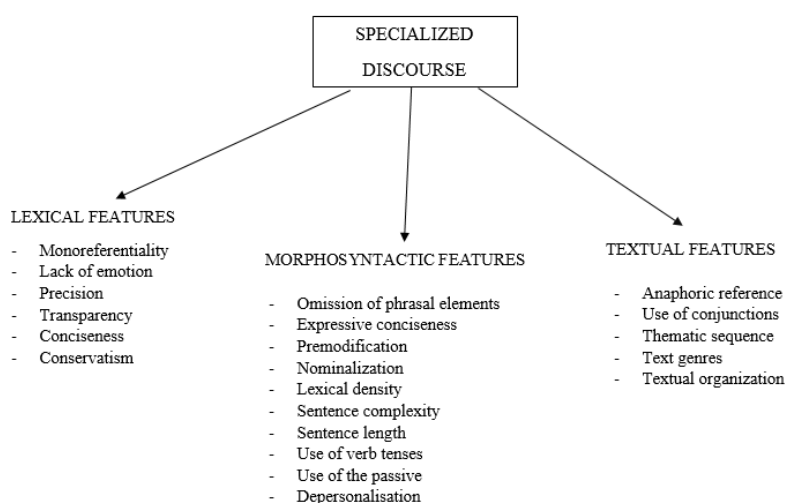 SPECIALIZED
DISCOURSE
LEXICAL FEATURES
- Monoreferentiality
- Lack of emotion
- Precision
- Transparency
- Conciseness
- Conservatism
MORPHOSYNTACTIC FEATURES
- Omission of phrasal elements
- Expressive conciseness
- Premodification
- Nominalization
- Lexical density
- Sentence complexity
- Sentence length
- Use of verb tenses
- Use of the passive
- Depersonalisation
TEXTUAL FEATURES
- Anaphoric reference
- Use of conjunctions
- Thematic sequence
- Text genres
- Textual organization